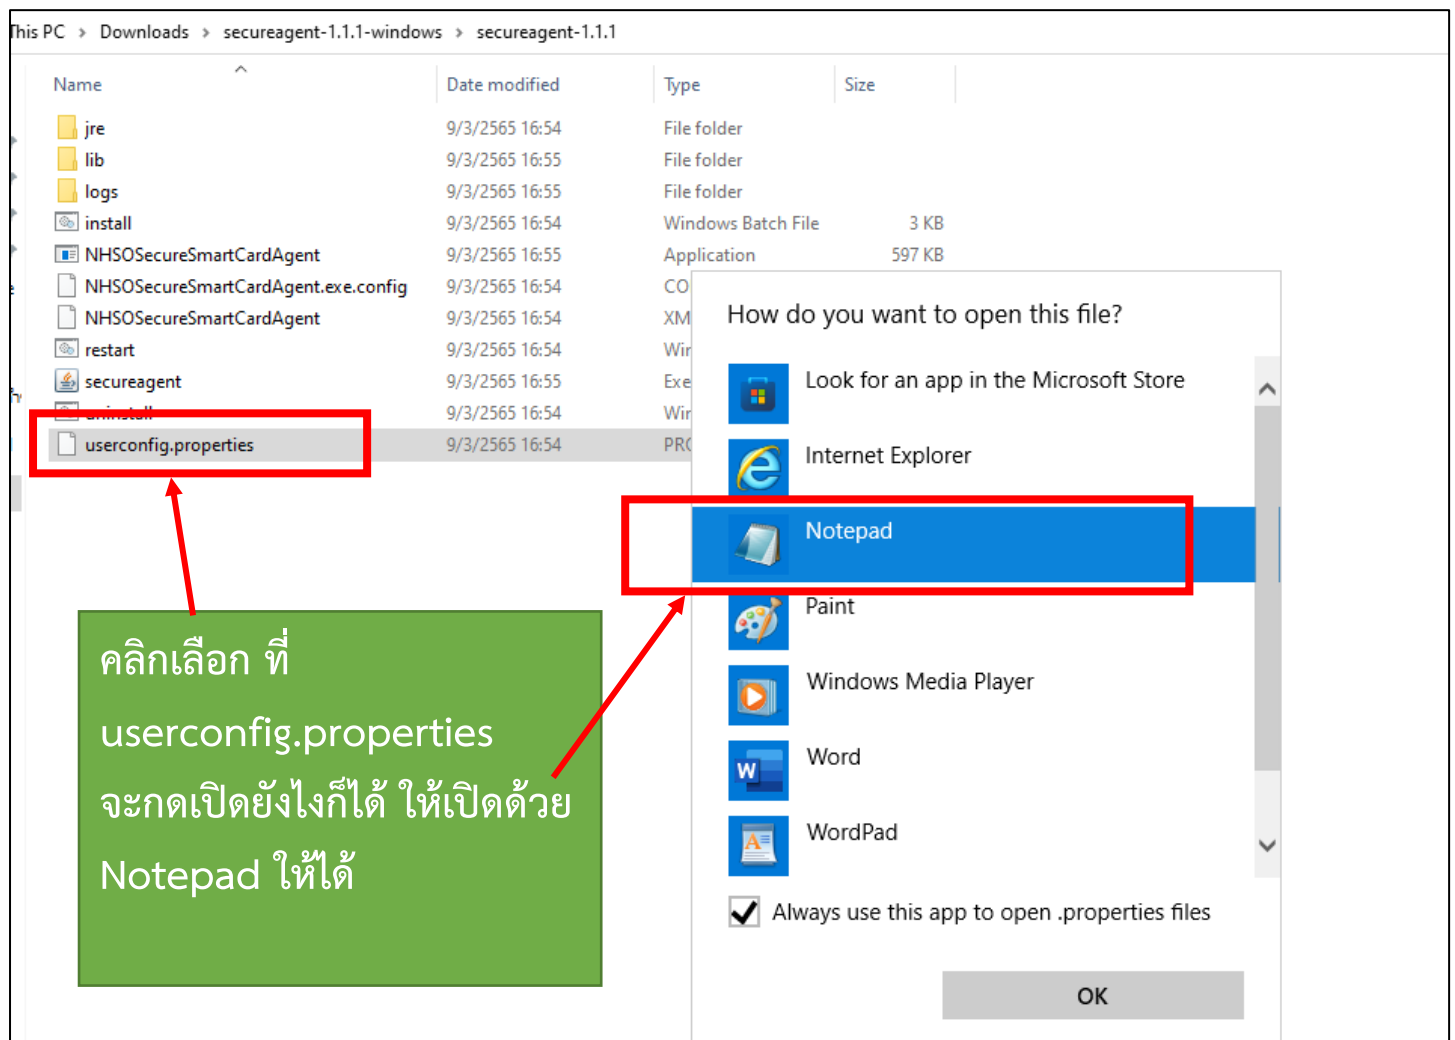 This PC > Downloads > secureagent-1.1.1-windows > secureagent-1.1.1
Name Date modified Type Size
jre 9/3/2565 16:54 File folder
lib 9/3/2565 16:55 File folder
logs 9/3/2565 16:55 File folder
install 9/3/2565 16:54 Windows Batch File 3 KB
NHSOSecureSmartCardAgent 9/3/2565 16:55 Application 597 KB
NHSOSecureSmartCardAgent.exe.config 9/3/2565 16:54 CO
NHSOSecureSmartCardAgent 9/3/2565 16:54 XM
restart 9/3/2565 16:54 Wir
secureagent 9/3/2565 16:55 Exe
uninstall 9/3/2565 16:54 Wir
userconfig.properties 9/3/2565 16:54 PRO
How do you want to open this file?
Look for an app in the Microsoft Store
Internet Explorer
Notepad
Paint
Windows Media Player
Word
WordPad
Always use this app to open .properties files
OK
คลิกเลือก ที่
userconfig.properties
จะกดเปิดยังไงก็ได้ ให้เปิดด้วย
Notepad ให้ได้